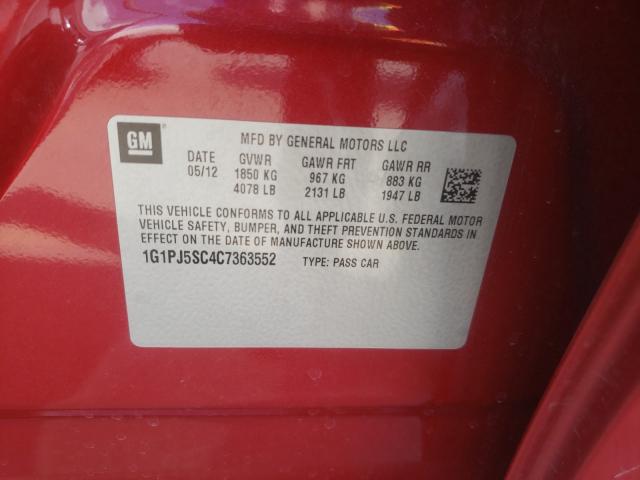 GM
MFD BY GENERAL MOTORS LLC
DATE GVWR GAWR FRT GAWR RR
05/12 1850 KG 967 KG 883 KG
4078 LB 2131 LB 1947 LB
THIS VEHICLE CONFORMS TO ALL APPLICABLE U.S. FEDERAL MOTOR
VEHICLE SAFETY, BUMPER, AND THEFT PREVENTION STANDARDS IN
EFFECT ON THE DATE OF MANUFACTURE SHOWN ABOVE.
1G1PJ5SC4C7363552 TYPE: PASS CAR